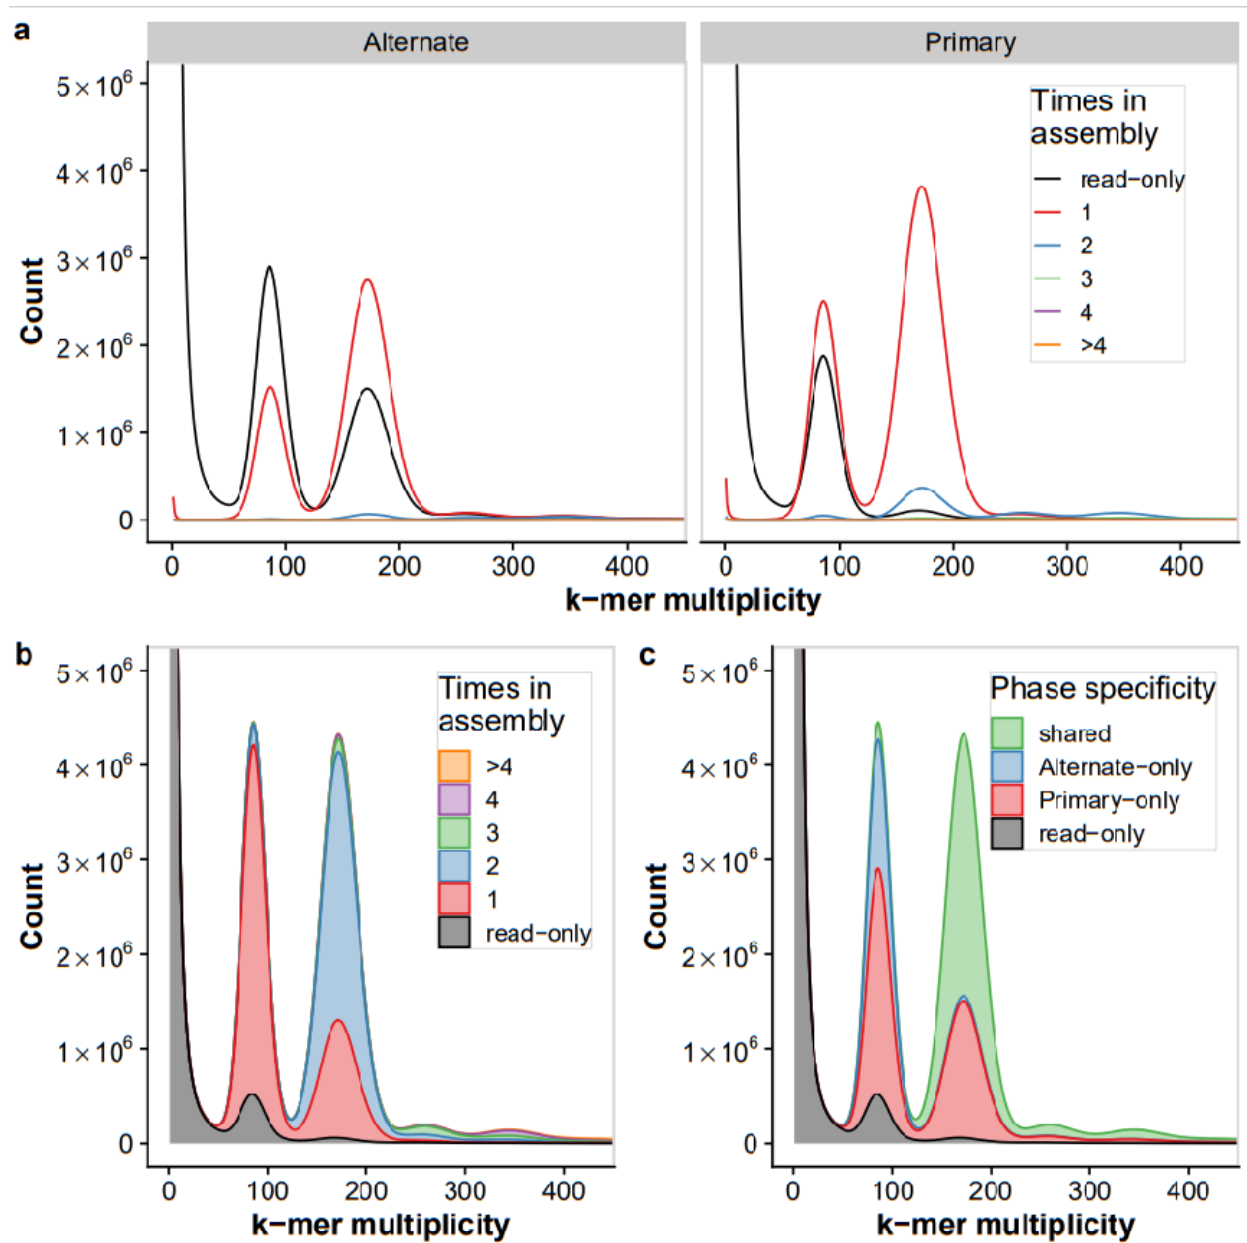 a
Alternate
Primary
5 × 10⁶
4 × 10⁶
3 × 10⁶
2 × 10⁶
1 × 10⁶
0
Count
Times in
assembly
read−only
1
2
3
4
>4
0 100 200 300 400
0 100 200 300 400
k−mer multiplicity
b
5 × 10⁶
4 × 10⁶
3 × 10⁶
2 × 10⁶
1 × 10⁶
0
Count
Times in
assembly
>4
4
3
2
1
read−only
0 100 200 300 400
k−mer multiplicity
c
5 × 10⁶
4 × 10⁶
3 × 10⁶
2 × 10⁶
1 × 10⁶
0
Count
Phase specificity
shared
Alternate−only
Primary−only
read−only
0 100 200 300 400
k−mer multiplicity